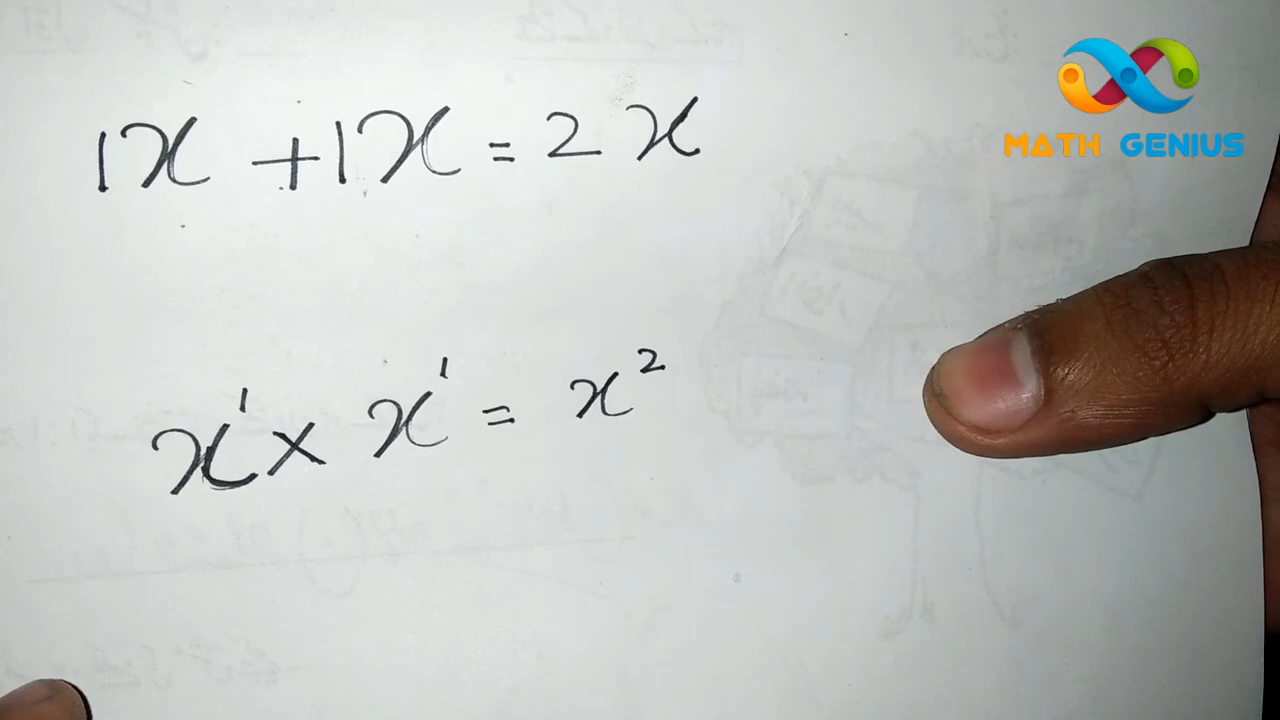 1x + 1x = 2x
MATH GENIUS
x¹ × x¹ = x²